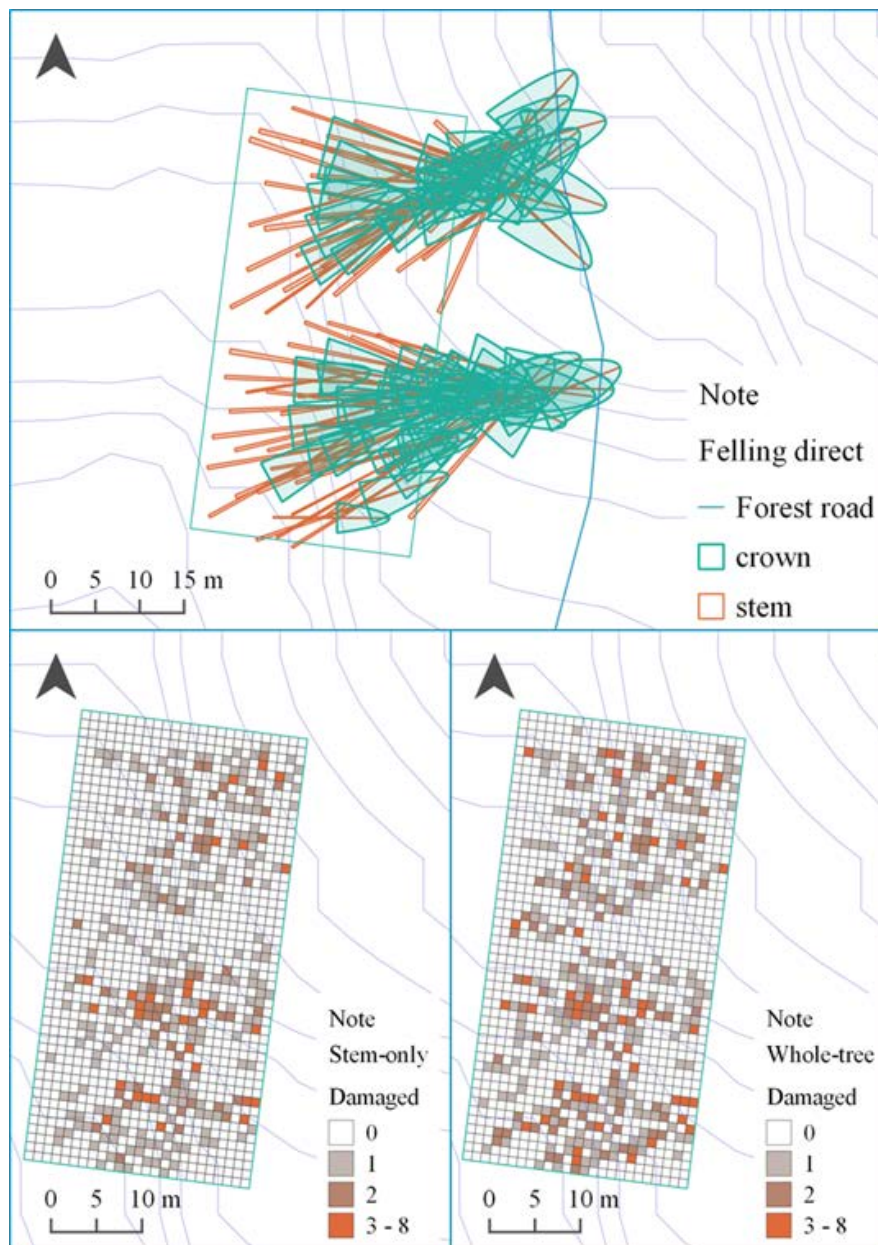 Note
Felling direct
Forest road
crown
stem
0 5 10 15 m
Note
Stem-only
Damaged
0
1
2
3 - 8
0 5 10 m
Note
Whole-tree
Damaged
0
1
2
3 - 8
0 5 10 m